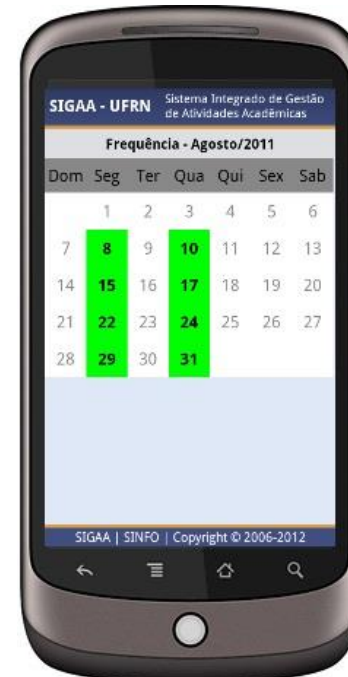 SIGAA - UFRN
Sistema Integrado de Gestão
de Atividades Acadêmicas
Frequência - Agosto/2011
Dom Seg Ter Qua Qui Sex Sab
1 2 3 4 5 6
7 8 9 10 11 12 13
14 15 16 17 18 19 20
21 22 23 24 25 26 27
28 29 30 31
SIGAA | SINFO | Copyright © 2006-2012